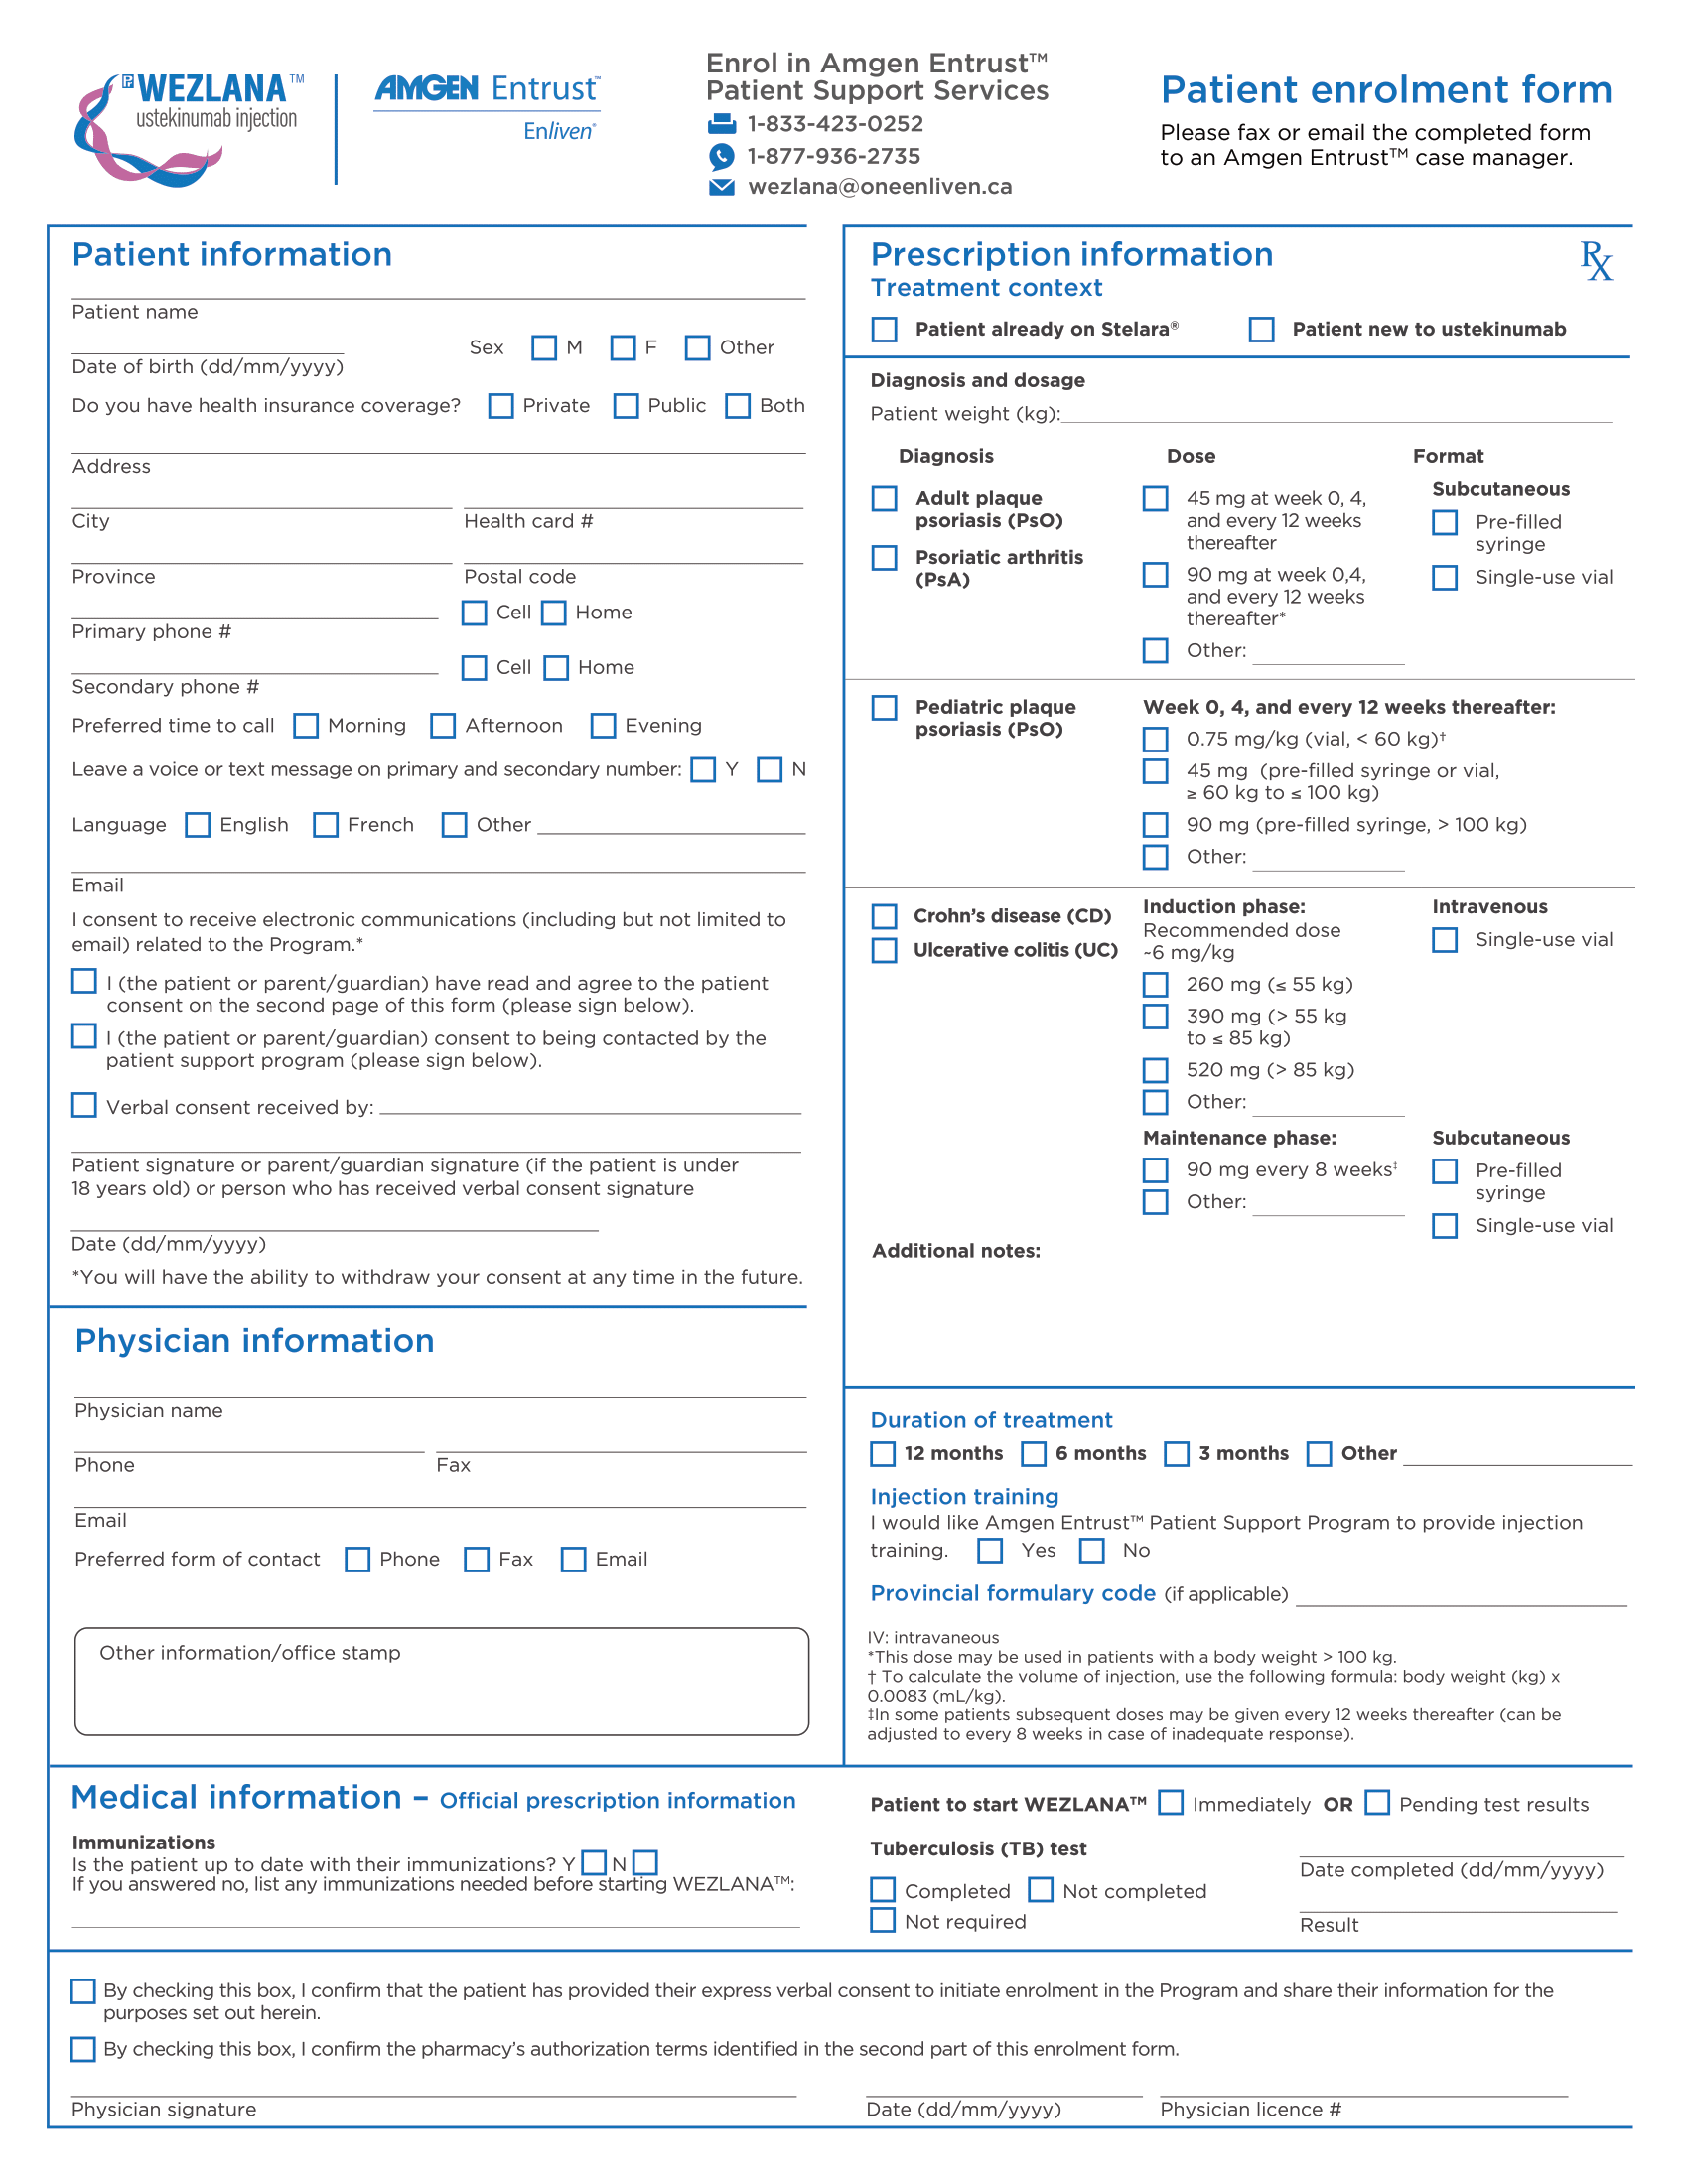 WEZLANA™
ustekinumab injection
AMGEN Entrust™
Enliven®
Enrol in Amgen Entrust™
Patient Support Services
1-833-423-0252
1-877-936-2735
wezlana@oneenliven.ca
Patient enrolment form
Please fax or email the completed form
to an Amgen Entrust™ case manager.
Patient information
Patient name
Sex M F Other
Date of birth (dd/mm/yyyy)
Do you have health insurance coverage? Private Public Both
Address
City Health card #
Province Postal code
Cell Home
Primary phone #
Cell Home
Secondary phone #
Preferred time to call Morning Afternoon Evening
Leave a voice or text message on primary and secondary number: Y N
Language English French Other
Email
I consent to receive electronic communications (including but not limited to
email) related to the Program.*
I (the patient or parent/guardian) have read and agree to the patient
consent on the second page of this form (please sign below).
I (the patient or parent/guardian) consent to being contacted by the
patient support program (please sign below).
Verbal consent received by:
Patient signature or parent/guardian signature (if the patient is under
18 years old) or person who has received verbal consent signature
Date (dd/mm/yyyy)
*You will have the ability to withdraw your consent at any time in the future.
Physician information
Physician name
Phone Fax
Email
Preferred form of contact Phone Fax Email
Other information/office stamp
Prescription information
Rx
Treatment context
Patient already on Stelara® Patient new to ustekinumab
Diagnosis and dosage
Patient weight (kg):
Diagnosis Dose Format
Adult plaque
psoriasis (PsO)
Psoriatic arthritis
(PsA)
45 mg at week 0, 4,
and every 12 weeks
thereafter
90 mg at week 0,4,
and every 12 weeks
thereafter*
Other:
Subcutaneous
Pre-filled
syringe
Single-use vial
Pediatric plaque
psoriasis (PsO)
Week 0, 4, and every 12 weeks thereafter:
0.75 mg/kg (vial, < 60 kg)†
45 mg (pre-filled syringe or vial,
≥ 60 kg to ≤ 100 kg)
90 mg (pre-filled syringe, > 100 kg)
Other:
Crohn’s disease (CD)
Ulcerative colitis (UC)
Induction phase:
Recommended dose
~6 mg/kg
260 mg (≤ 55 kg)
390 mg (> 55 kg
to ≤ 85 kg)
520 mg (> 85 kg)
Other:
Intravenous
Single-use vial
Maintenance phase:
90 mg every 8 weeks‡
Other:
Subcutaneous
Pre-filled
syringe
Single-use vial
Additional notes:
Duration of treatment
12 months 6 months 3 months Other
Injection training
I would like Amgen Entrust™ Patient Support Program to provide injection
training. Yes No
Provincial formulary code (if applicable)
IV: intravaneous
*This dose may be used in patients with a body weight > 100 kg.
† To calculate the volume of injection, use the following formula: body weight (kg) x
0.0083 (mL/kg).
‡In some patients subsequent doses may be given every 12 weeks thereafter (can be
adjusted to every 8 weeks in case of inadequate response).
Medical information – Official prescription information
Immunizations
Is the patient up to date with their immunizations? Y N
If you answered no, list any immunizations needed before starting WEZLANA™:
Patient to start WEZLANA™ Immediately OR Pending test results
Tuberculosis (TB) test
Date completed (dd/mm/yyyy)
Completed Not completed
Not required
Result
By checking this box, I confirm that the patient has provided their express verbal consent to initiate enrolment in the Program and share their information for the
purposes set out herein.
By checking this box, I confirm the pharmacy’s authorization terms identified in the second part of this enrolment form.
Physician signature Date (dd/mm/yyyy) Physician licence #